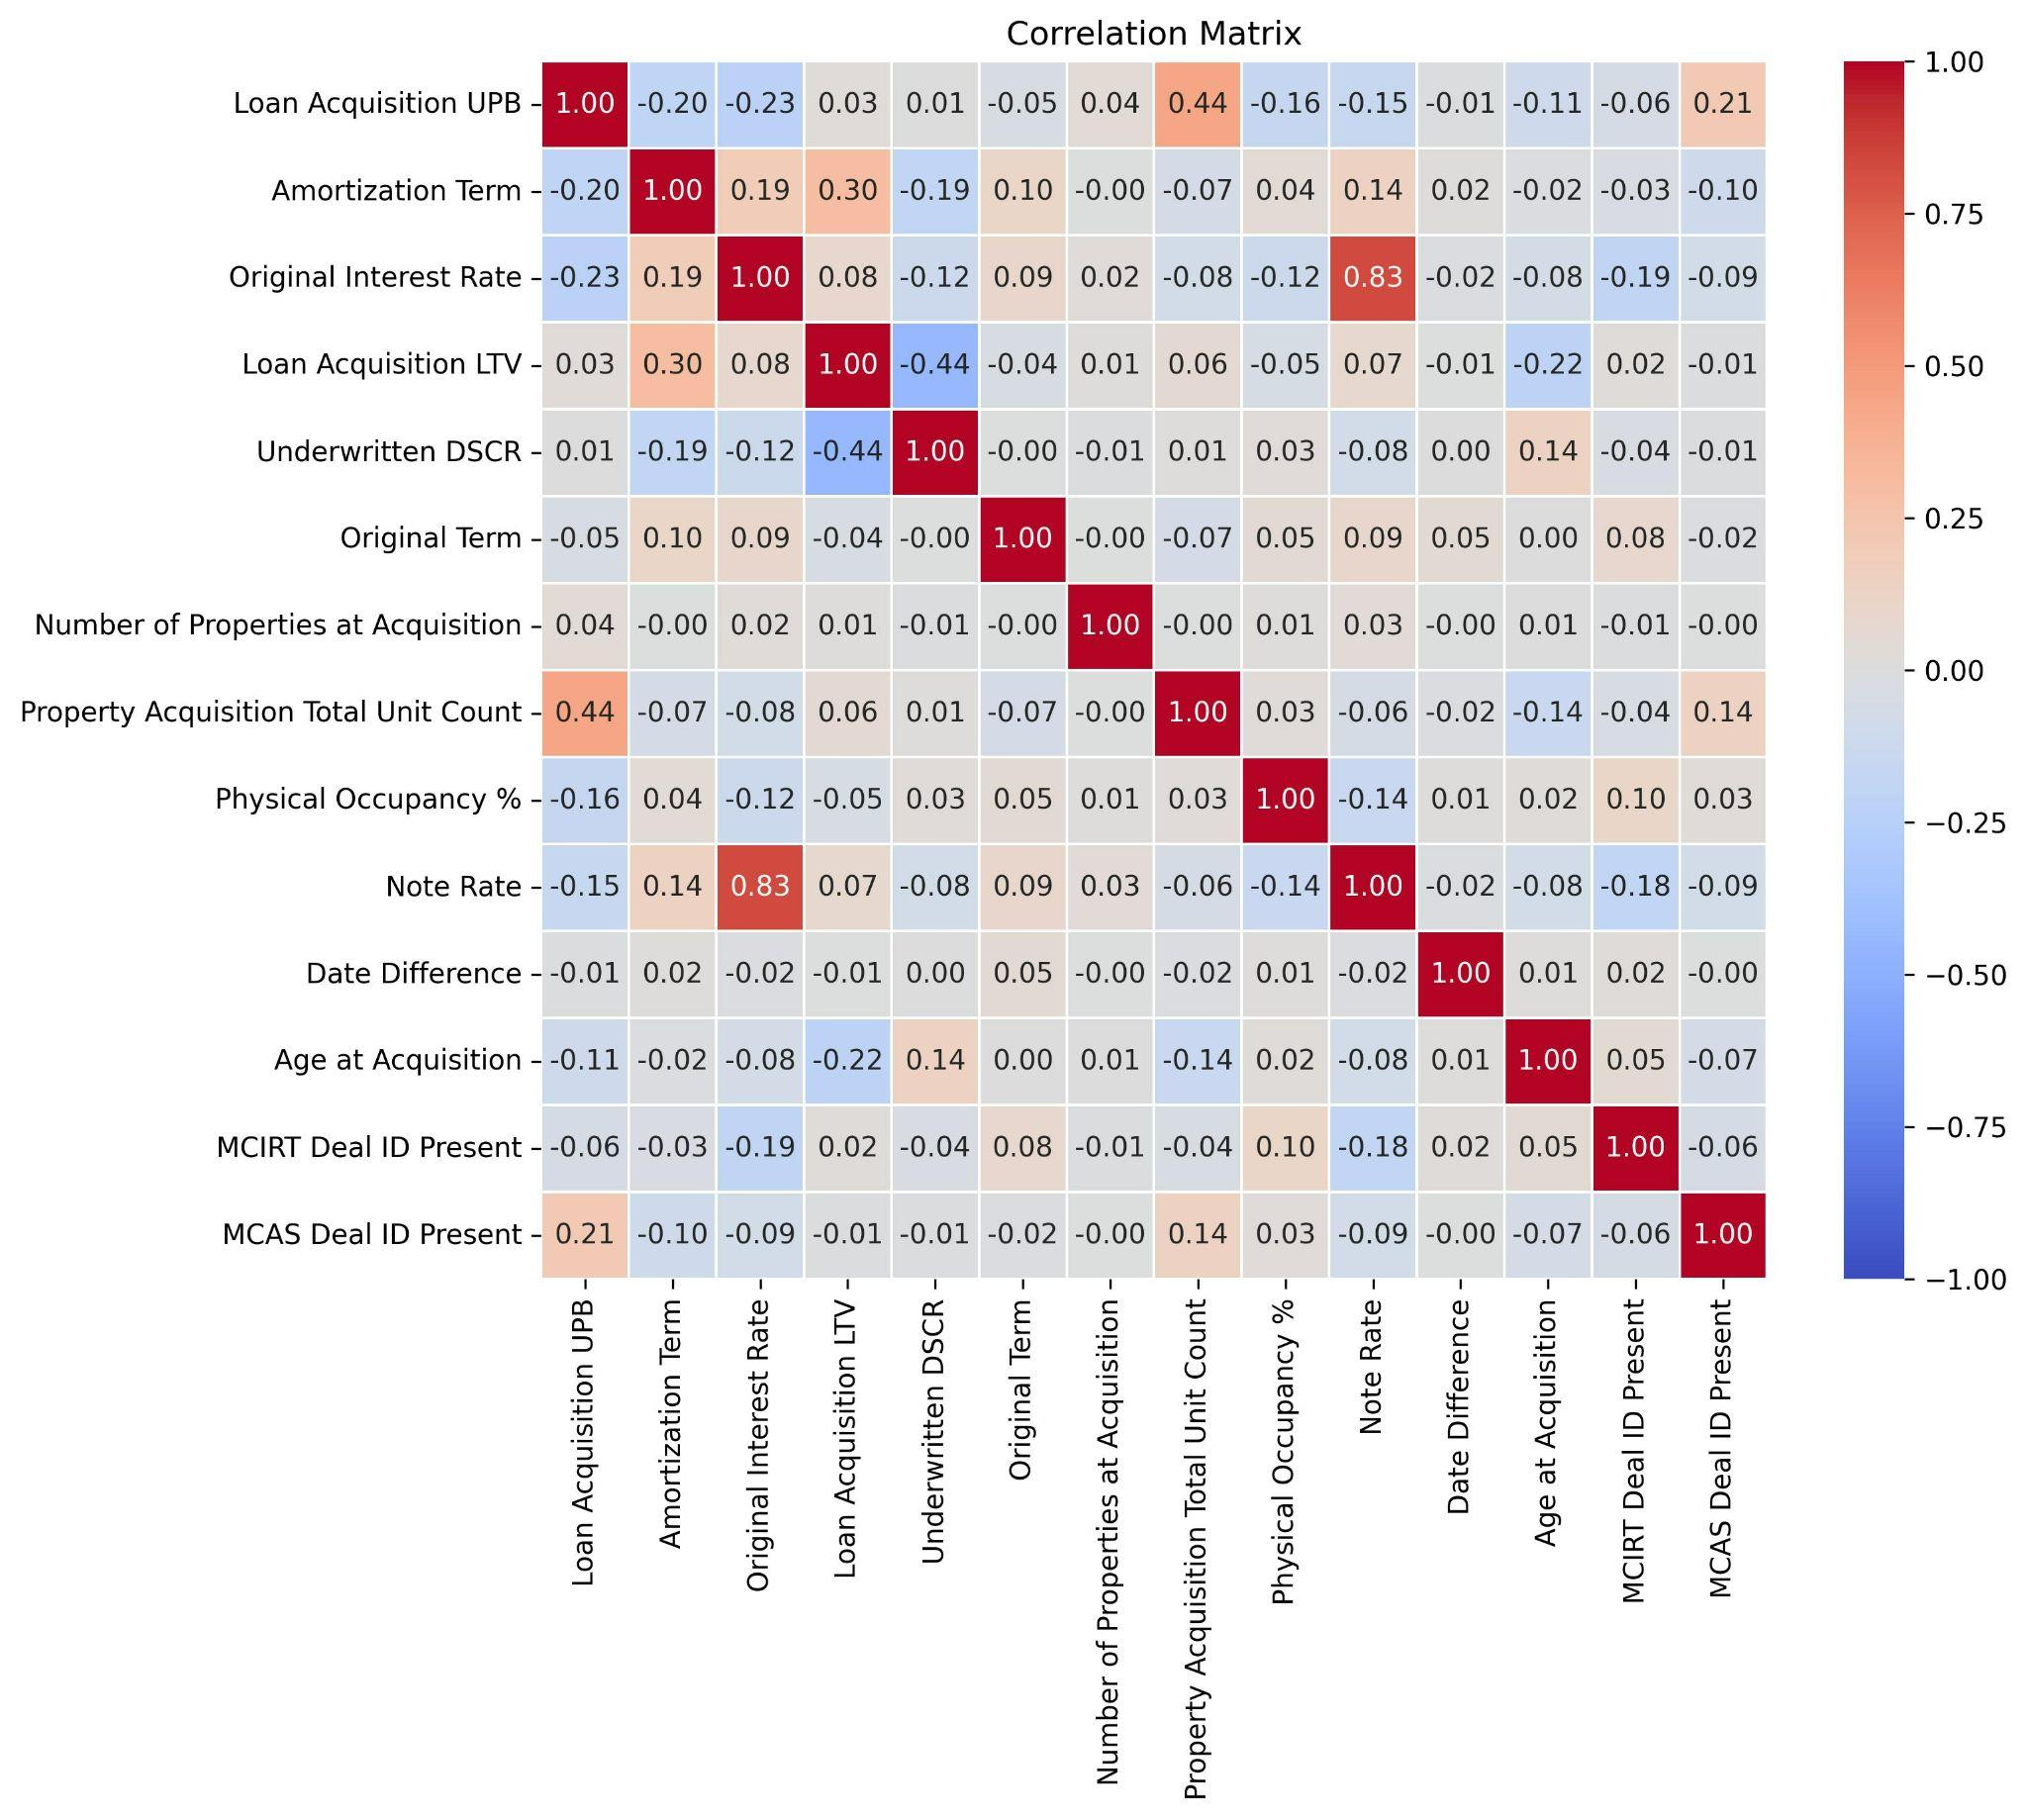 Correlation Matrix
Loan Acquisition UPB 1.00 -0.20 -0.23 0.03 0.01 -0.05 0.04 0.44 -0.16 -0.15 -0.01 -0.11 -0.06 0.21
Amortization Term -0.20 1.00 0.19 0.30 -0.19 0.10 -0.00 -0.07 0.04 0.14 0.02 -0.02 -0.03 -0.10
Original Interest Rate -0.23 0.19 1.00 0.08 -0.12 0.09 0.02 -0.08 -0.12 0.83 -0.02 -0.08 -0.19 -0.09
Loan Acquisition LTV 0.03 0.30 0.08 1.00 -0.44 -0.04 0.01 0.06 -0.05 0.07 -0.01 -0.22 0.02 -0.01
Underwritten DSCR 0.01 -0.19 -0.12 -0.44 1.00 -0.00 -0.01 0.01 0.03 -0.08 0.00 0.14 -0.04 -0.01
Original Term -0.05 0.10 0.09 -0.04 -0.00 1.00 -0.00 -0.07 0.05 0.09 0.05 0.00 0.08 -0.02
Number of Properties at Acquisition 0.04 -0.00 0.02 0.01 -0.01 -0.00 1.00 -0.00 0.01 0.03 -0.00 0.01 -0.01 -0.00
Property Acquisition Total Unit Count 0.44 -0.07 -0.08 0.06 0.01 -0.07 -0.00 1.00 0.03 -0.06 -0.02 -0.14 -0.04 0.14
Physical Occupancy % -0.16 0.04 -0.12 -0.05 0.03 0.05 0.01 0.03 1.00 -0.14 0.01 0.02 0.10 0.03
Note Rate -0.15 0.14 0.83 0.07 -0.08 0.09 0.03 -0.06 -0.14 1.00 -0.02 -0.08 -0.18 -0.09
Date Difference -0.01 0.02 -0.02 -0.01 0.00 0.05 -0.00 -0.02 0.01 -0.02 1.00 0.01 0.02 -0.00
Age at Acquisition -0.11 -0.02 -0.08 -0.22 0.14 0.00 0.01 -0.14 0.02 -0.08 0.01 1.00 0.05 -0.07
MCIRT Deal ID Present -0.06 -0.03 -0.19 0.02 -0.04 0.08 -0.01 -0.04 0.10 -0.18 0.02 0.05 1.00 -0.06
MCAS Deal ID Present 0.21 -0.10 -0.09 -0.01 -0.01 -0.02 -0.00 0.14 0.03 -0.09 -0.00 -0.07 -0.06 1.00
Loan Acquisition UPB
Amortization Term
Original Interest Rate
Loan Acquisition LTV
Underwritten DSCR
Original Term
Number of Properties at Acquisition
Property Acquisition Total Unit Count
Physical Occupancy %
Note Rate
Date Difference
Age at Acquisition
MCIRT Deal ID Present
MCAS Deal ID Present
1.00
0.75
0.50
0.25
0.00
−0.25
−0.50
−0.75
−1.00